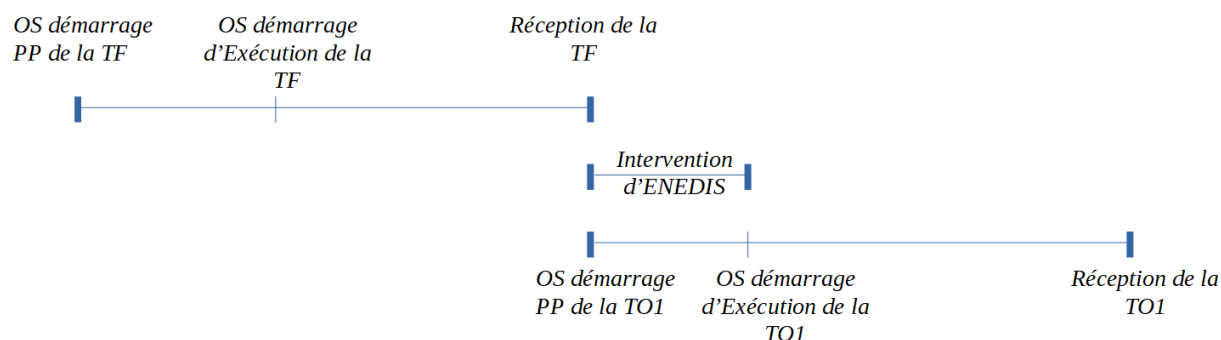 OS démarrage
PP de la TF
OS démarrage
d’Exécution de la
TF
Réception de la
TF
Intervention
d’ENEDIS
OS démarrage
PP de la TO1
OS démarrage
d’Exécution de la
TO1
Réception de la
TO1